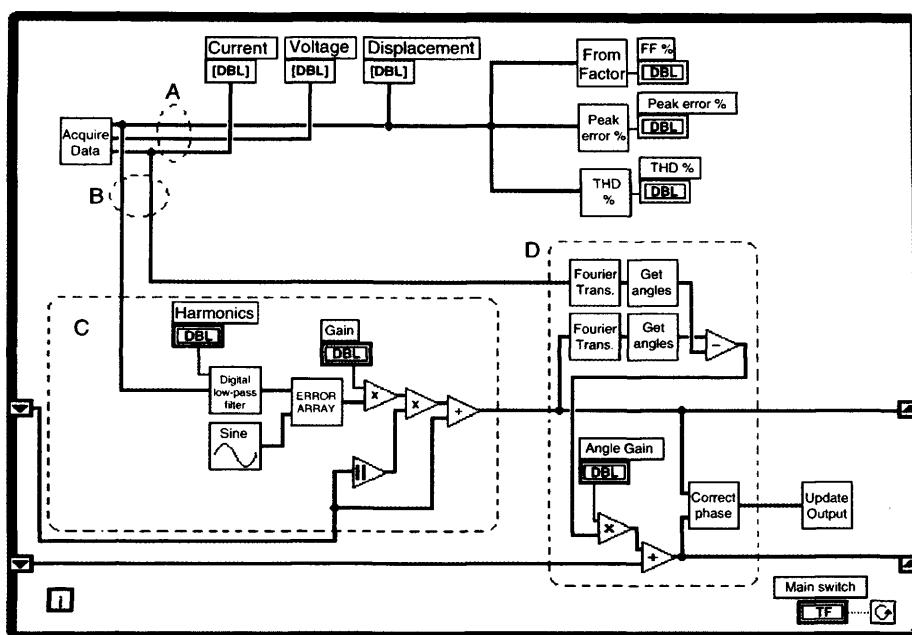 Current
Voltage
Displacement
[DBL]
[DBL]
[DBL]
From
Factor
FF %
DBL
A
Acquire
Data
Peak
error %
Peak error %
DBL
B
THD
%
THD %
DBL
D
Fourier
Trans.
Get
angles
C
Harmonics
DBL
Gain
DBL
Fourier
Trans.
Get
angles
-
Digital
low-pass
filter
ERROR
ARRAY
x
x
+
Sine
| |
Angle Gain
DBL
x
+
Correct
phase
Update
Output
i
Main switch
TF